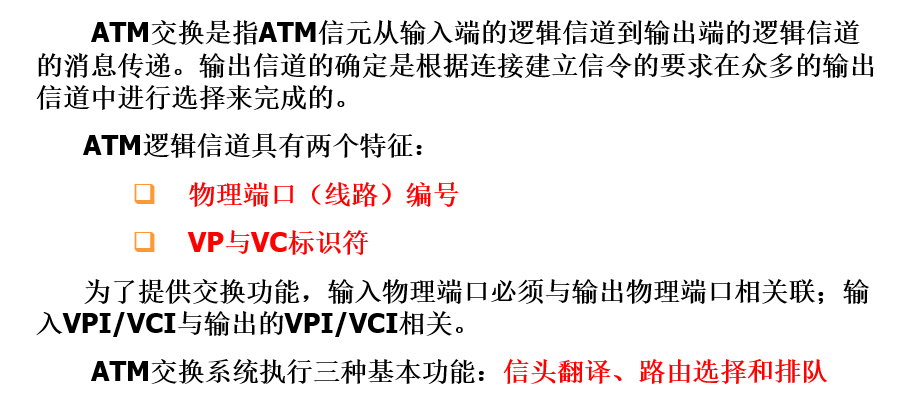 ATM交换是指ATM信元从输入端的逻辑信道到输出端的逻辑信道
的消息传递。输出信道的确定是根据连接建立信令的要求在众多的输出
信道中进行选择来完成的。
ATM逻辑信道具有两个特征：
❑ 物理端口（线路）编号
❑ VP与VC标识符
为了提供交换功能，输入物理端口必须与输出物理端口相关联；输
入VPI/VCI与输出的VPI/VCI相关。
ATM交换系统执行三种基本功能：信头翻译、路由选择和排队